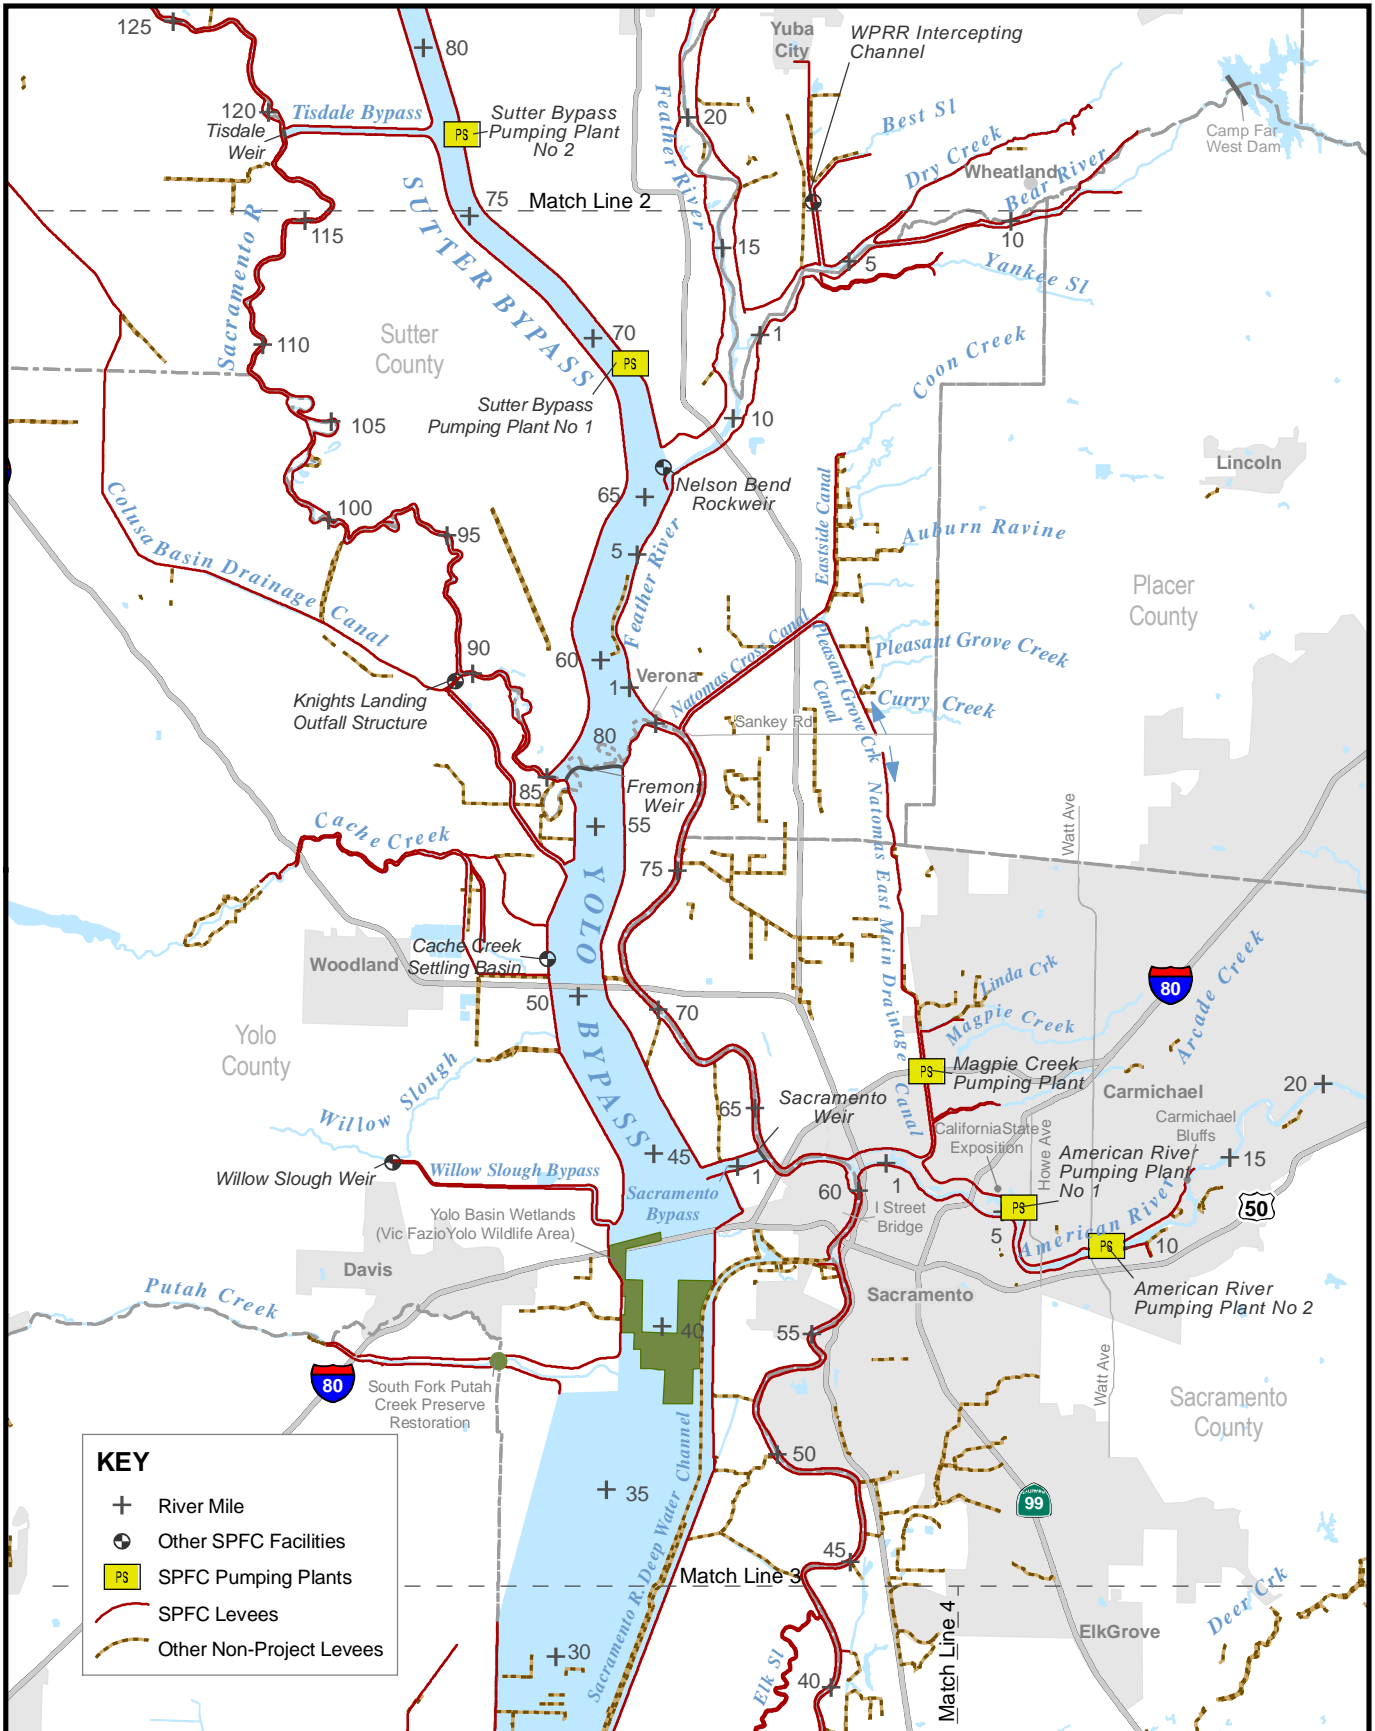 125
80
Yuba
City
WPRR Intercepting
Channel
120
Tisdale
Weir
Tisdale Bypass
PS
Sutter Bypass
Pumping Plant
No 2
Feather River
20
Best Sl
Dry Creek
Wheatland
Bear River
Camp Far
West Dam
75
Match Line 2
115
15
5
10
Yankee Sl
Sacramento R
SUTTER BYPASS
110
Sutter
County
70
PS
1
Coon Creek
Sutter Bypass
Pumping Plant No 1
105
10
Lincoln
Nelson Bend
Rockweir
65
100
95
Colusa Basin Drainage Canal
5
Feather River
Eastside Canal
Auburn Ravine
Placer
County
90
60
1
Verona
Natomas Cross Canal
Pleasant Grove Creek
Pleasant Grove Crk
Canal
Curry Creek
Knights Landing
Outfall Structure
Sankey Rd
80
85
Fremont
Weir
55
Cache Creek
75
Natomas East Main Drainage Canal
Watt Ave
YOLO BYPASS
Woodland
Cache Creek
Settling Basin
50
70
Linda Crk
Magpie Creek
80
Arcade Creek
Yolo
County
PS
Magpie Creek
Pumping Plant
Carmichael
20
Willow Slough
65
Sacramento
Weir
California State
Exposition
Carmichael
Bluffs
Howe Ave
45
1
1
15
American River
Pumping Plant
No 1
Willow Slough Weir
Willow Slough Bypass
Sacramento
Bypass
60
I Street
Bridge
PS
5
American River
PS
10
50
Yolo Basin Wetlands
(Vic FazioYolo Wildlife Area)
Davis
Putah Creek
Sacramento
American River
Pumping Plant No 2
40
55
80
South Fork Putah
Creek Preserve
Restoration
Watt Ave
Sacramento
County
50
35
Sacramento R. Deep Water Channel
99
45
Match Line 3
30
Elk Sl
40
Match Line 4
ElkGrove
Deer Crk
KEY
River Mile
Other SPFC Facilities
PS
SPFC Pumping Plants
SPFC Levees
Other Non-Project Levees